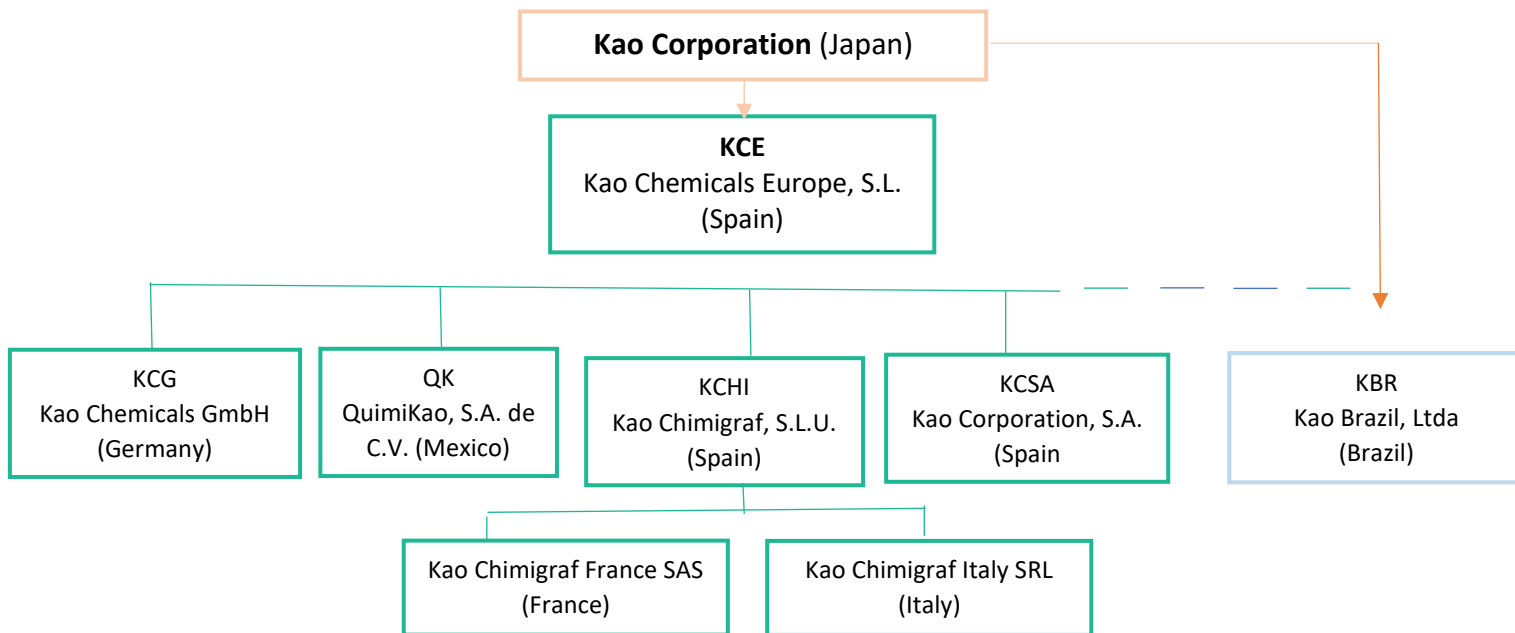 Kao Corporation (Japan)
KCE
Kao Chemicals Europe, S.L.
(Spain)
KCG
Kao Chemicals GmbH
(Germany)
QK
QuimiKao, S.A. de
C.V. (Mexico)
KCHI
Kao Chimigraf, S.L.U.
(Spain)
KCSA
Kao Corporation, S.A.
(Spain
KBR
Kao Brazil, Ltda
(Brazil)
Kao Chimigraf France SAS
(France)
Kao Chimigraf Italy SRL
(Italy)